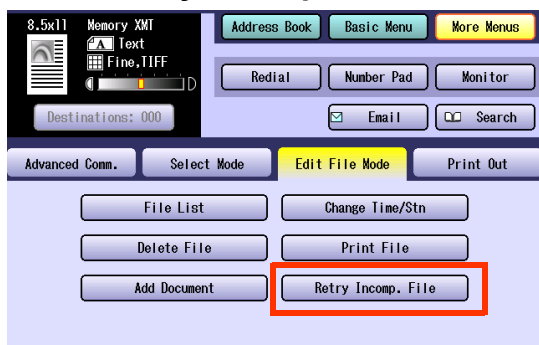 8.5x11 Memory XMT
A Text
Fine,TIFF
D
Destinations: 000
Address Book Basic Menu More Menus
Redial Number Pad Monitor
Email Search
Advanced Comm. Select Mode Edit File Mode Print Out
File List Change Time/Stn
Delete File Print File
Add Document Retry Incomp. File